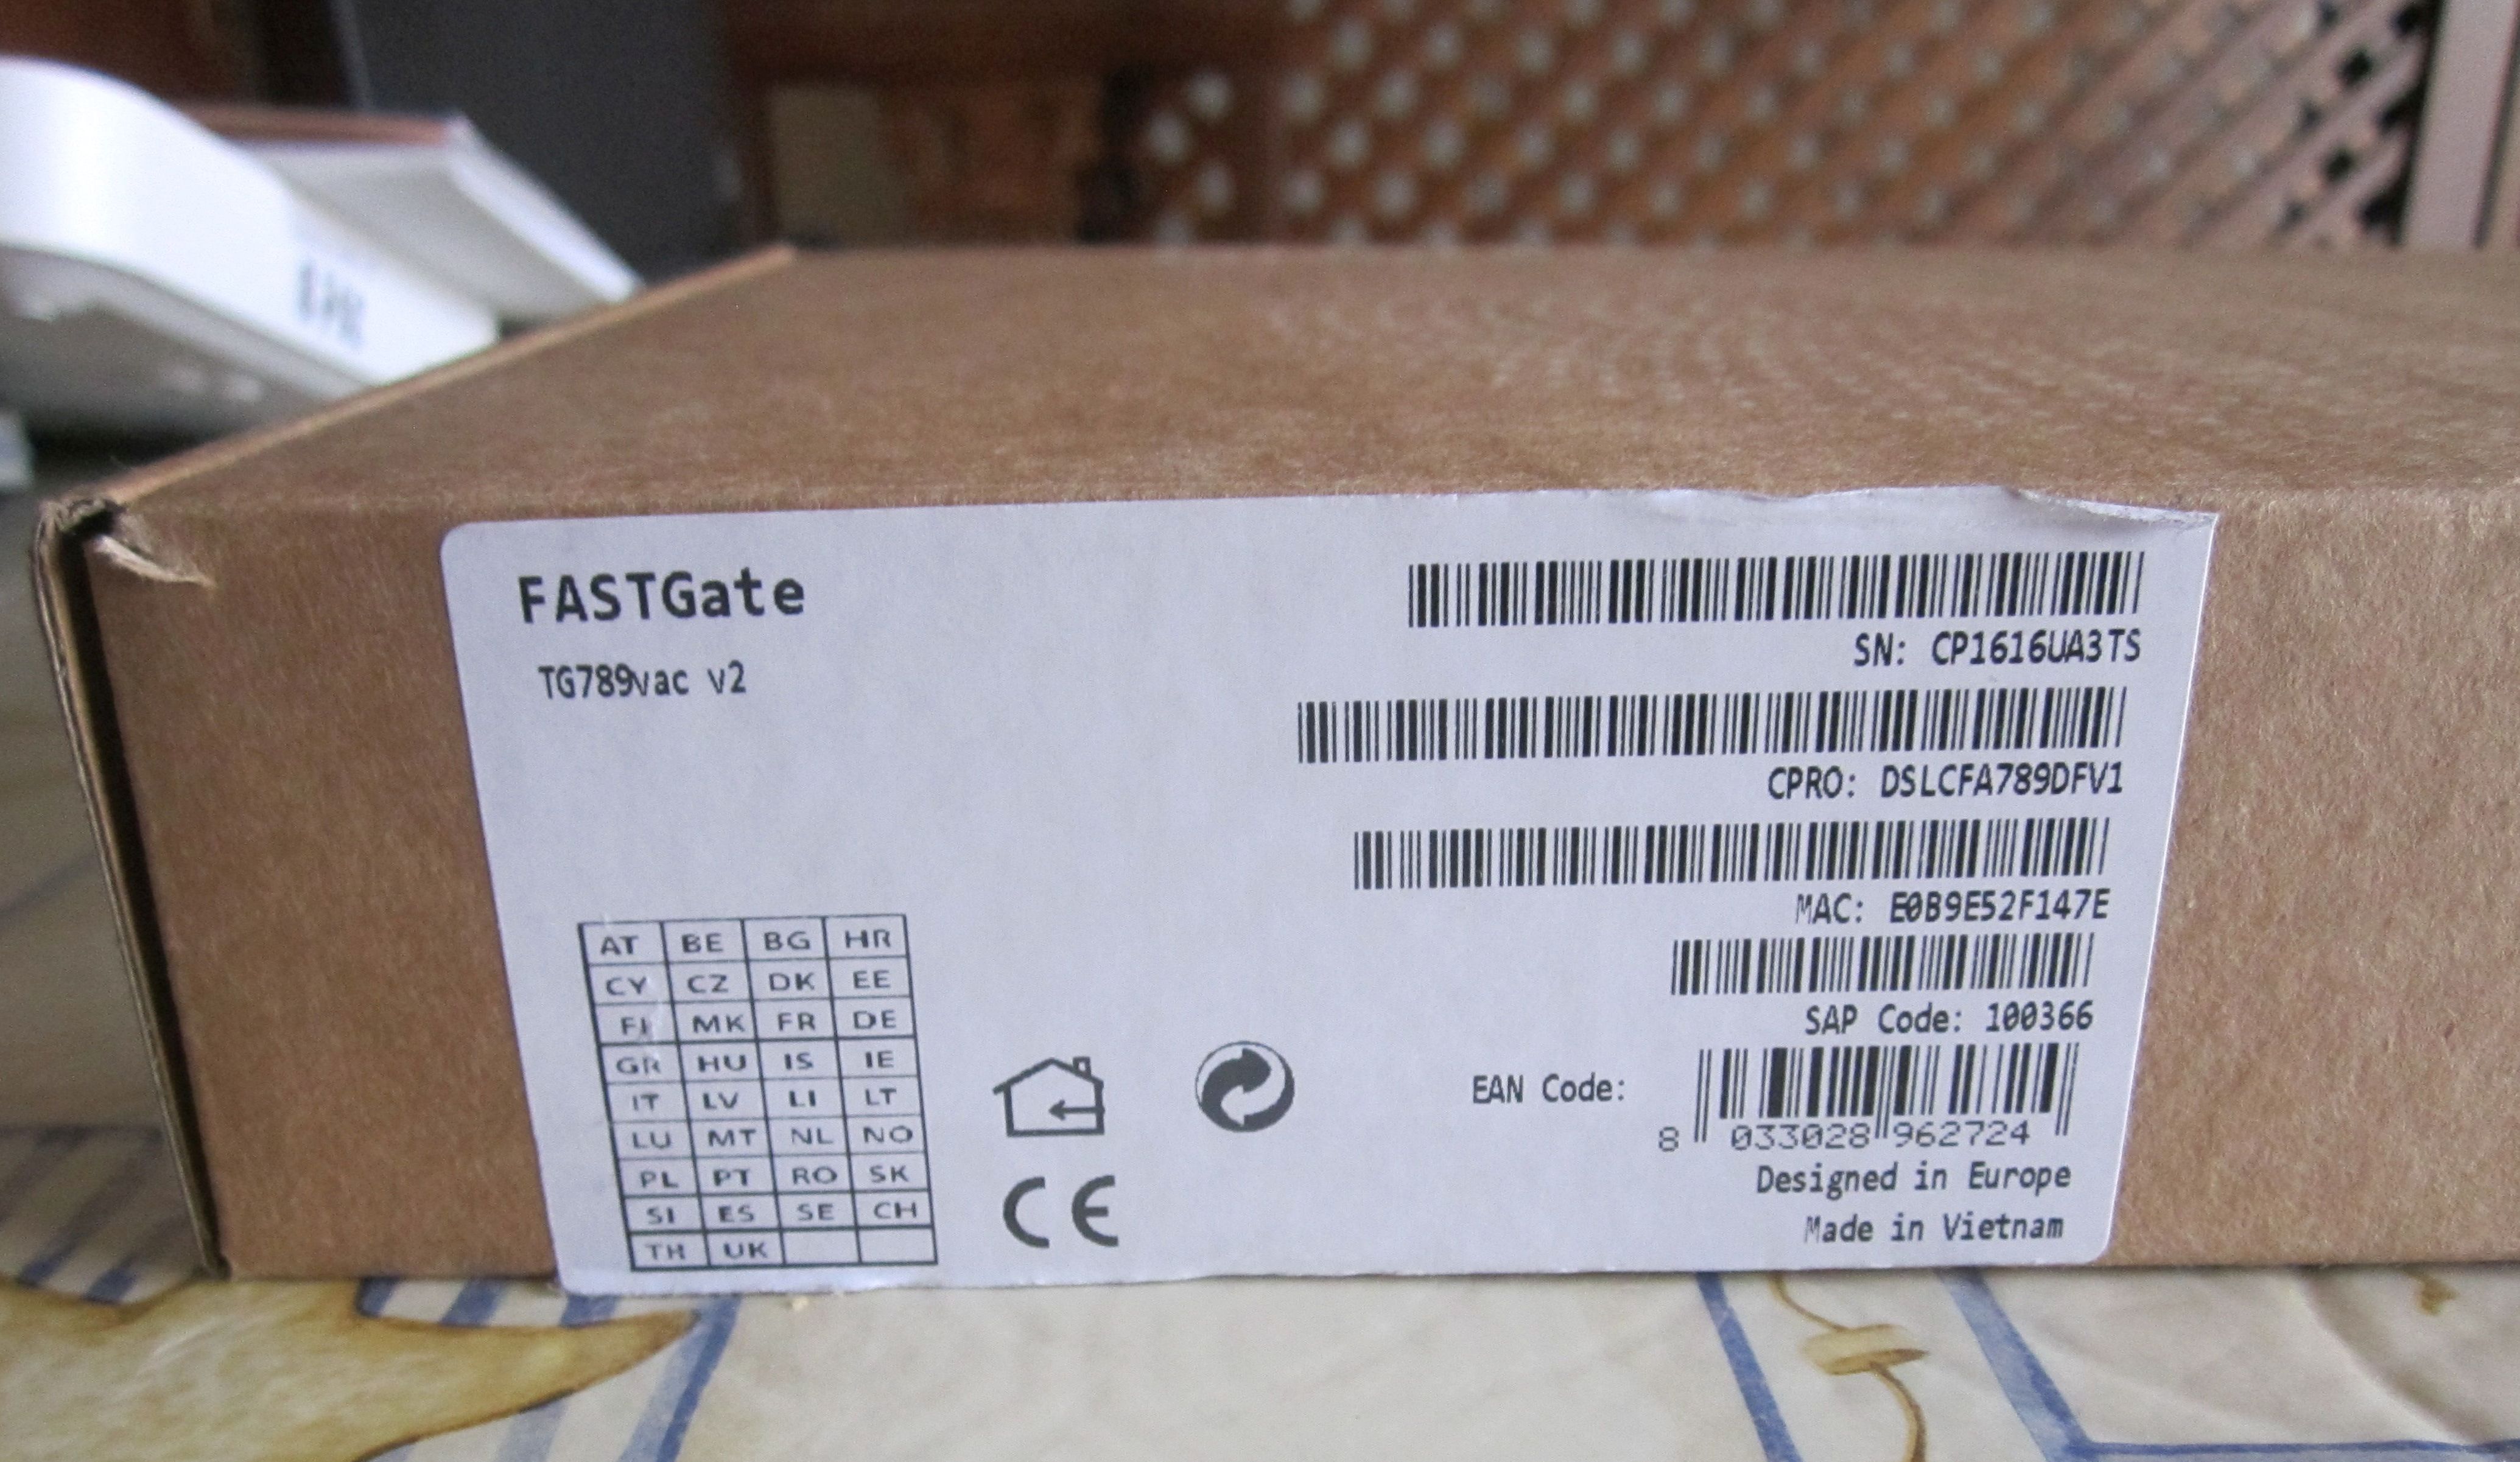 FASTGate
TG789vac v2
SN: CP1616UA3TS
CPRO: DSLCFA789DFV1
MAC: E0B9E52F147E
SAP Code: 100366
EAN Code:
8 033028 962724
Designed in Europe
Made in Vietnam
AT BE BG HR
CY CZ DK EE
FI MK FR DE
GR HU IS IE
IT LV LI LT
LU MT NL NO
PL PT RO SK
SI ES SE CH
TH UK
CE